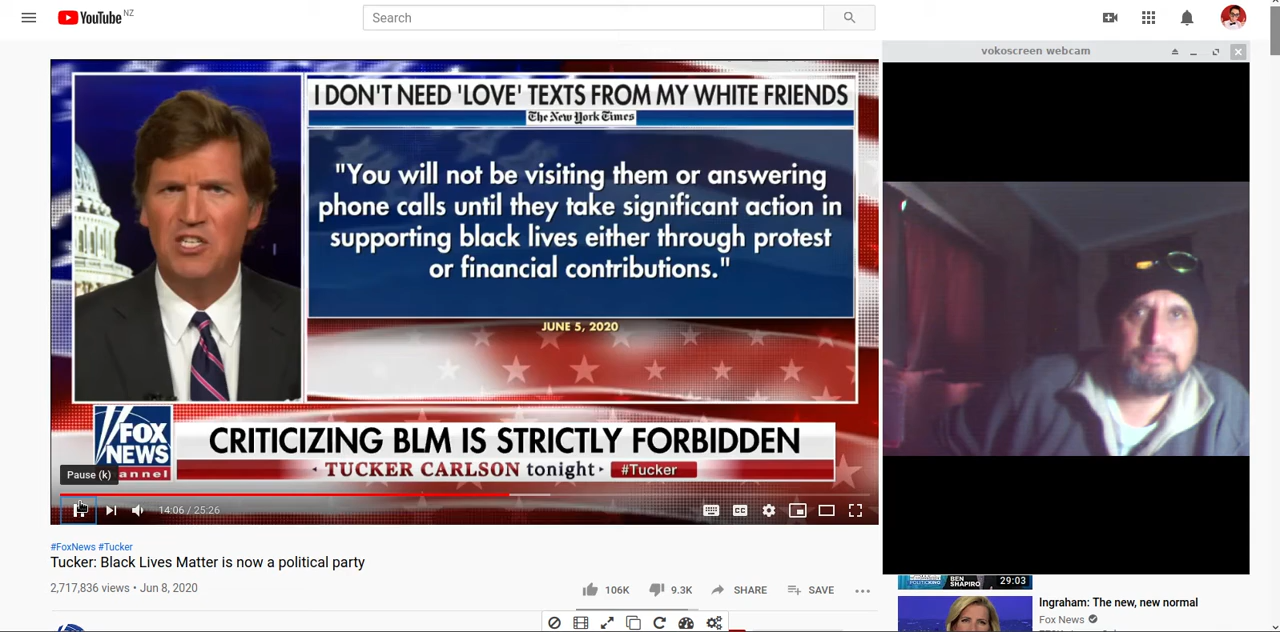 YouTube NZ
Search
vokoscreen webcam
I DON'T NEED 'LOVE' TEXTS FROM MY WHITE FRIENDS
The New York Times
"You will not be visiting them or answering
phone calls until they take significant action in
supporting black lives either through protest
or financial contributions."
JUNE 5, 2020
FOX
NEWS
channel
CRITICIZING BLM IS STRICTLY FORBIDDEN
TUCKER CARLSON tonight
#Tucker
Pause (k)
14:06 / 25:26
CC
#FoxNews #Tucker
Tucker: Black Lives Matter is now a political party
2,717,836 views • Jun 8, 2020
106K
9.3K
SHARE
SAVE
BEN
SHAPIRO
29:03
Ingraham: The new, new normal
Fox News